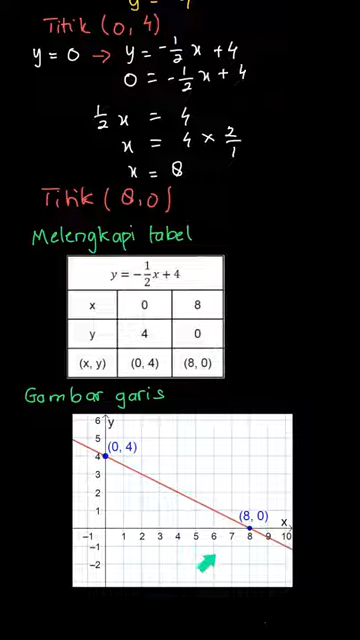 Titik (0, 4)
y = 0 → y = -1/2 x + 4
0 = -1/2 x + 4
1/2 x = 4
x = 4 × 2/1
x = 8
Titik (8, 0)
Melengkapi tabel
y = −1/2 x + 4
x 0 8
y 4 0
(x, y) (0, 4) (8, 0)
Gambar garis
6 y
5
(0, 4)
4
3
2
1
(8, 0)
x
−1 1 2 3 4 5 6 7 8 9 10
−1
−2